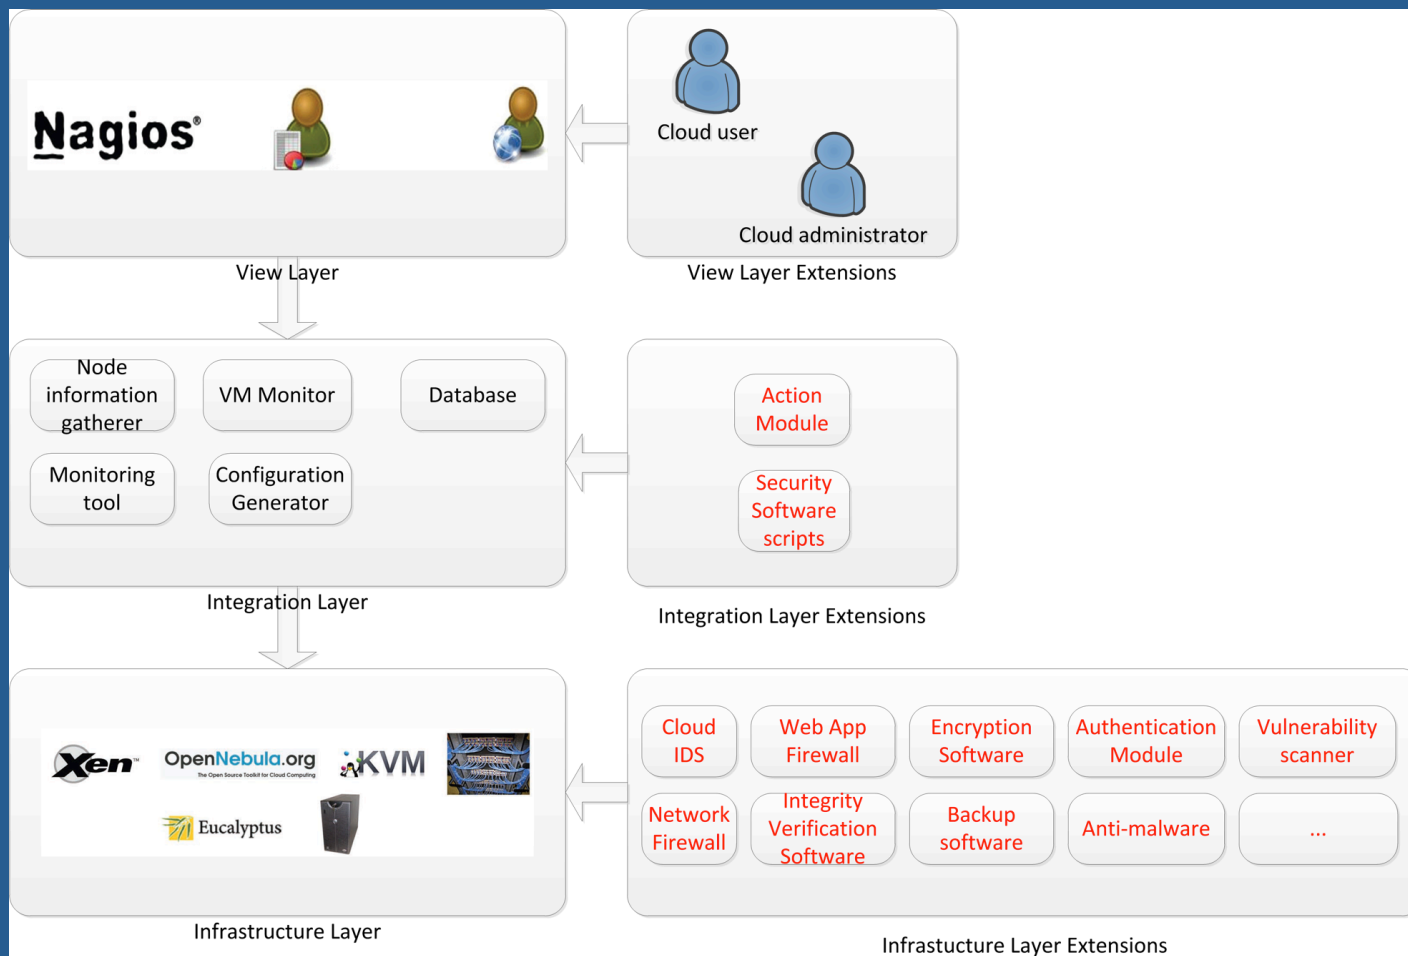 Nagios®
Cloud user
Cloud administrator
View Layer
View Layer Extensions
Node
information
gatherer
VM Monitor
Database
Monitoring
tool
Configuration
Generator
Action
Module
Security
Software
scripts
Integration Layer
Integration Layer Extensions
Xen™
OpenNebula.org
The Open Source Toolkit for Cloud Computing
KVM
Eucalyptus
Cloud
IDS
Web App
Firewall
Encryption
Software
Authentication
Module
Vulnerability
scanner
Network
Firewall
Integrity
Verification
Software
Backup
software
Anti-malware
...
Infrastructure Layer
Infrastucture Layer Extensions